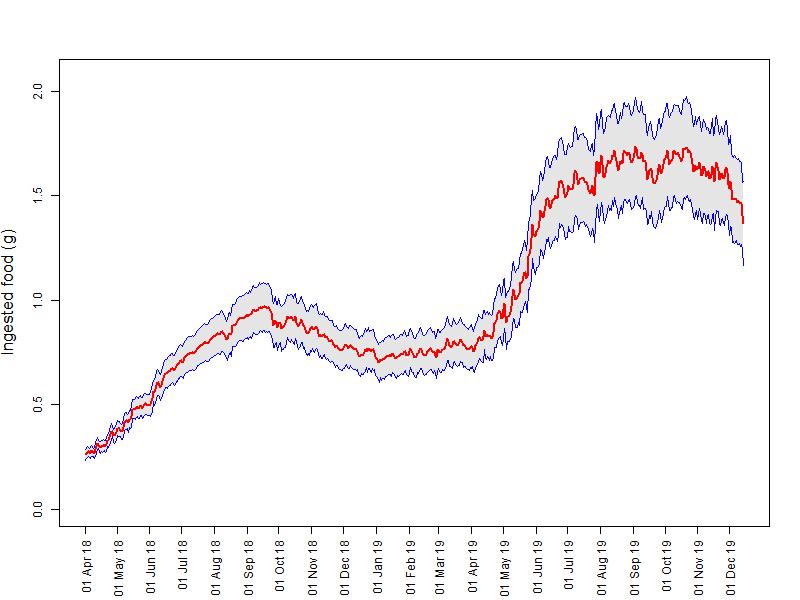 Ingested food (g)
2.0
1.5
1.0
0.5
0.0
01 Apr 18
01 May 18
01 Jun 18
01 Jul 18
01 Aug 18
01 Sep 18
01 Oct 18
01 Nov 18
01 Dec 18
01 Jan 19
01 Feb 19
01 Mar 19
01 Apr 19
01 May 19
01 Jun 19
01 Jul 19
01 Aug 19
01 Sep 19
01 Oct 19
01 Nov 19
01 Dec 19